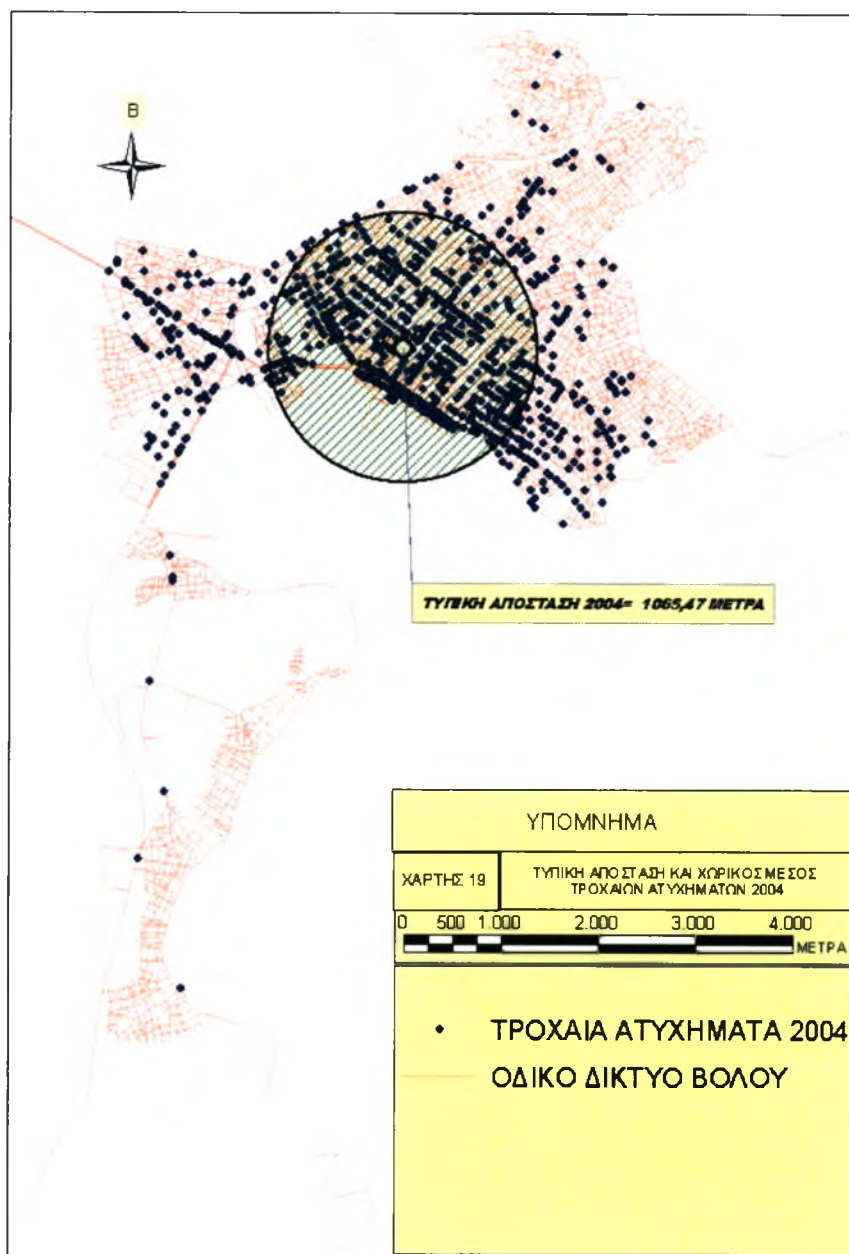 Β
ΤΥΠΙΚΗ ΑΠΟΣΤΑΣΗ 2004= 1065,47 ΜΕΤΡΑ
ΥΠΟΜΝΗΜΑ
ΧΑΡΤΗΣ 19
ΤΥΠΙΚΗ ΑΠΟΣΤΑΣΗ ΚΑΙ ΧΩΡΙΚΟΣ ΜΕΣΟΣ
ΤΡΟΧΑΙΩΝ ΑΤΥΧΗΜΑΤΩΝ 2004
0 500 1.000 2.000 3.000 4.000
ΜΕΤΡΑ
ΤΡΟΧΑΙΑ ΑΤΥΧΗΜΑΤΑ 2004
ΟΔΙΚΟ ΔΙΚΤΥΟ ΒΟΛΟΥ